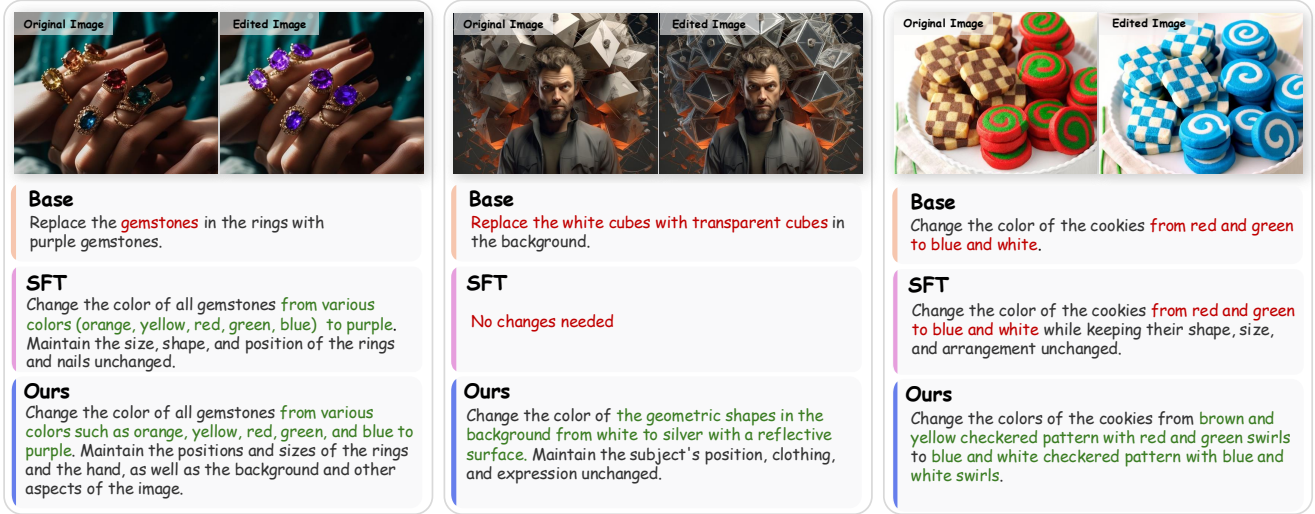 Original Image
Edited Image
Base
Replace the gemstones in the rings with
purple gemstones.
SFT
Change the color of all gemstones from various
colors (orange, yellow, red, green, blue) to purple.
Maintain the size, shape, and position of the rings
and nails unchanged.
Ours
Change the color of all gemstones from various
colors such as orange, yellow, red, green, and blue to
purple. Maintain the positions and sizes of the rings
and the hand, as well as the background and other
aspects of the image.
Original Image
Edited Image
Base
Replace the white cubes with transparent cubes in
the background.
SFT
No changes needed
Ours
Change the color of the geometric shapes in the
background from white to silver with a reflective
surface. Maintain the subject's position, clothing,
and expression unchanged.
Original Image
Edited Image
Base
Change the color of the cookies from red and green
to blue and white.
SFT
Change the color of the cookies from red and green
to blue and white while keeping their shape, size,
and arrangement unchanged.
Ours
Change the colors of the cookies from brown and
yellow checkered pattern with red and green swirls
to blue and white checkered pattern with blue and
white swirls.